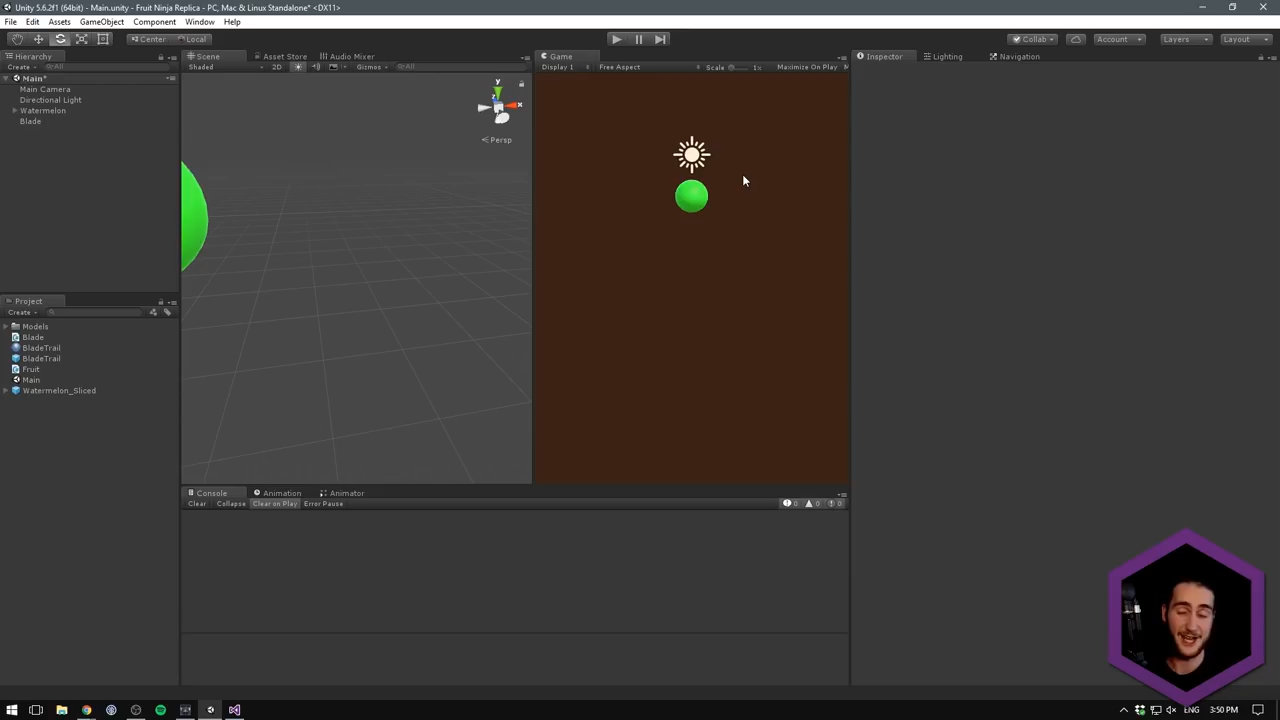 Unity 5.6.2f1 (64bit) - Main.unity - Fruit Ninja Replica - PC, Mac & Linux Standalone* <DX11>
File Edit Assets GameObject Component Window Help
Center Local Collab Account Layers Layout
Hierarchy Scene Asset Store Audio Mixer Game Inspector Lighting Navigation
Create All Shaded 2D Gizmos All Display 1 Free Aspect Scale 1x Maximize On Play M
Main*
Main Camera
Directional Light
Watermelon
Blade
y
z
x
Persp
Project
Create
Models
Blade
BladeTrail
BladeTrail
Fruit
Main
Watermelon_Sliced
Console Animation Animator
Clear Collapse Clear on Play Error Pause 0 0 0
ENG 3:50 PM